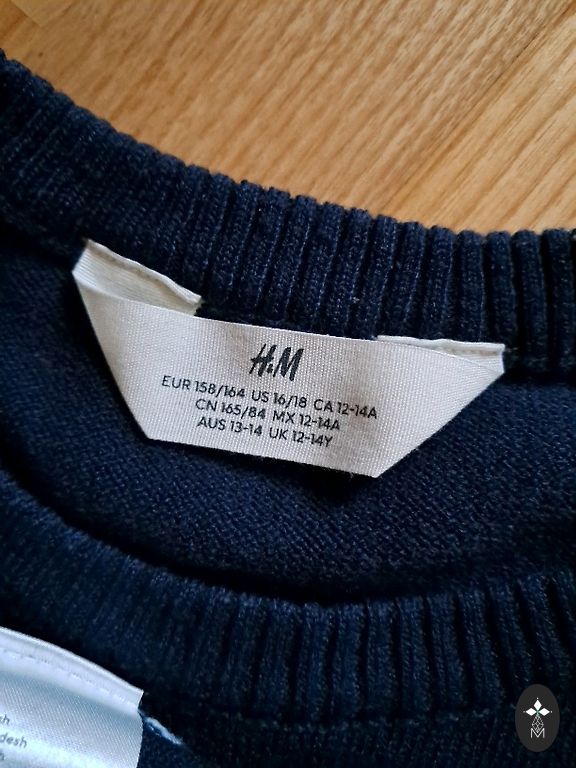 H&M
EUR 158/164 US 16/18 CA 12-14A
CN 165/84 MX 12-14A
AUS 13-14 UK 12-14Y